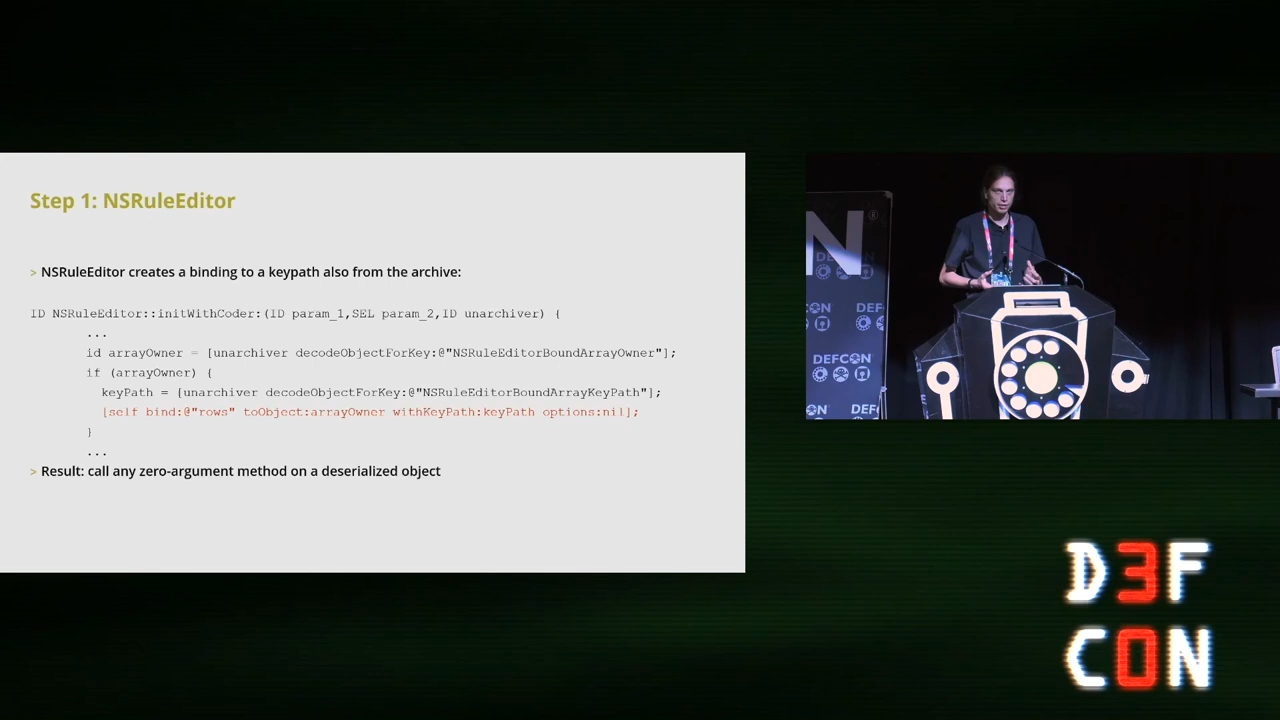 Step 1: NSRuleEditor
> NSRuleEditor creates a binding to a keypath also from the archive:
ID NSRuleEditor::initWithCoder:(ID param_1,SEL param_2,ID unarchiver) {
...
id arrayOwner = [unarchiver decodeObjectForKey:@"NSRuleEditorBoundArrayOwner"];
if (arrayOwner) {
keyPath = [unarchiver decodeObjectForKey:@"NSRuleEditorBoundArrayKeyPath"];
[self bind:@"rows" toObject:arrayOwner withKeyPath:keyPath options:nil];
}
...
> Result: call any zero-argument method on a deserialized object
N®
DEFCON
DEF
D3F
C0N